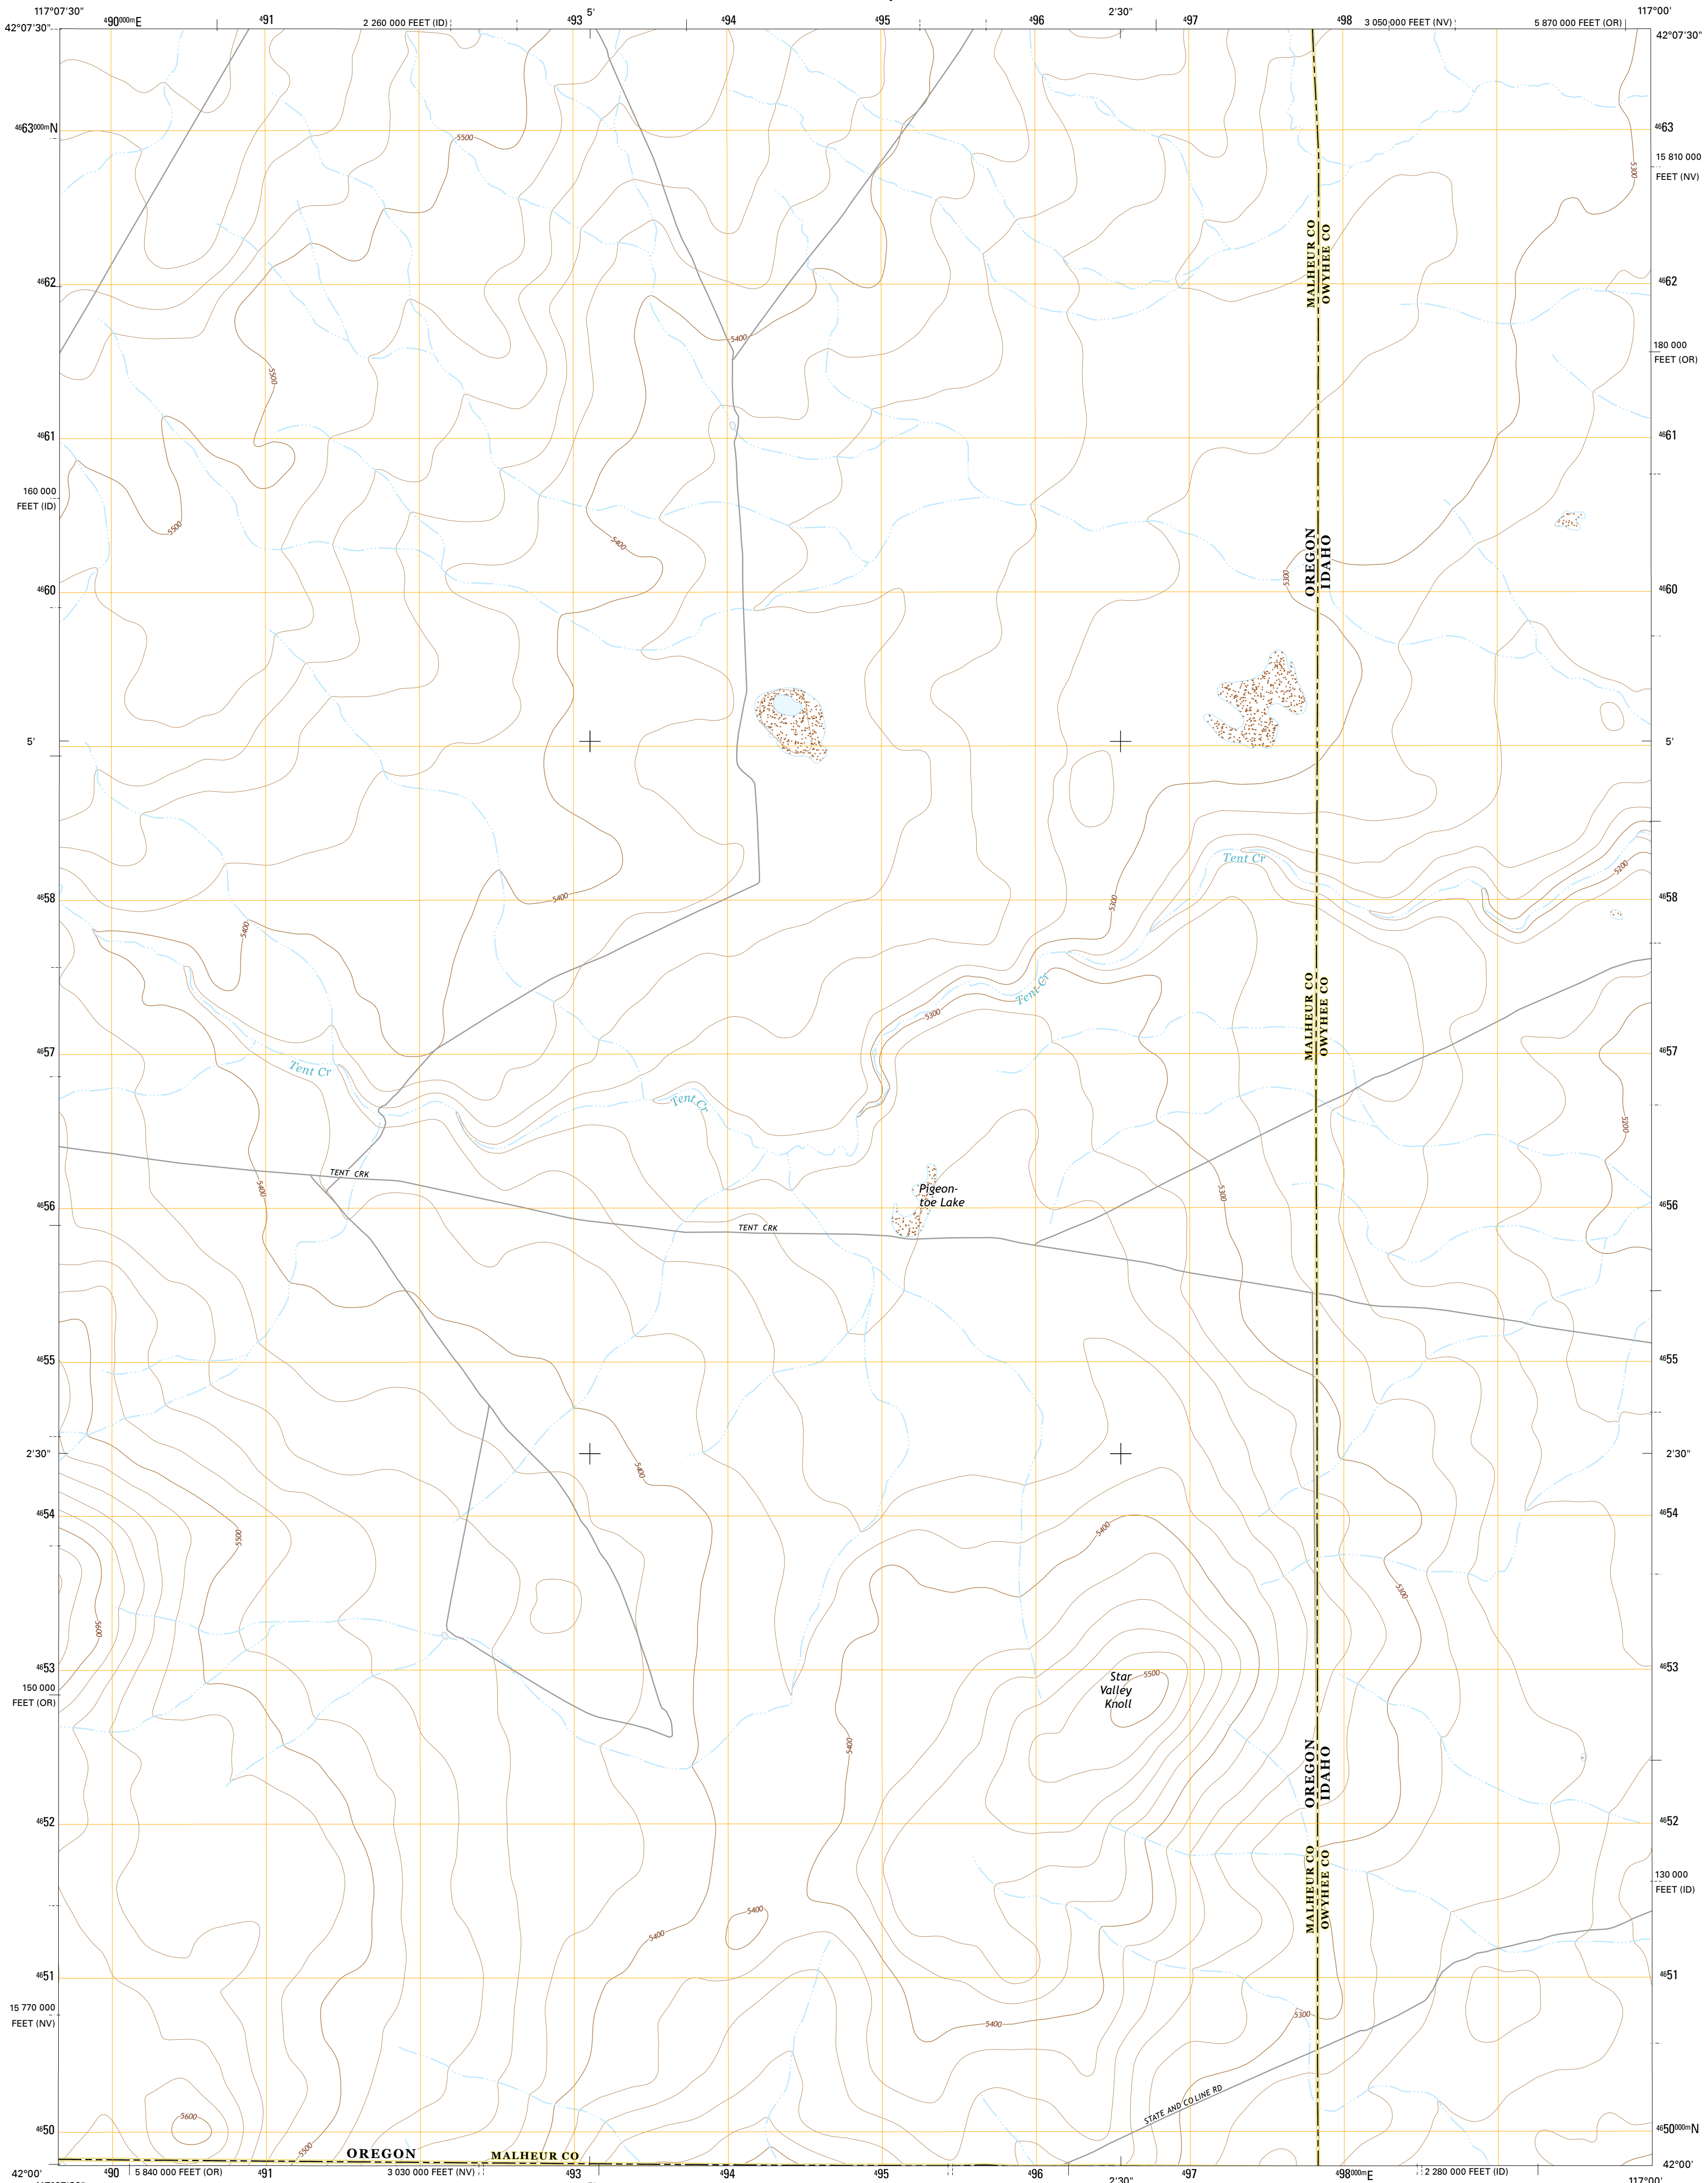 117°07'30" ⁴90⁰⁰⁰ᵐE ⁴91 2 260 000 FEET (ID) ⁴93 5' ⁴94 ⁴95 ⁴96 2'30" ⁴97 ⁴98 3 050 000 FEET (NV) 5 870 000 FEET (OR) 117°00'
42°07'30" 42°07'30"
⁴⁶63⁰⁰⁰ᵐN 5500 ⁴⁶63
15 810 000
FEET (NV)
5300
MALHEUR CO
OWYHEE CO
⁴⁶62 ⁴⁶62
5400
180 000
FEET (OR)
5500
⁴⁶61 ⁴⁶61
160 000
FEET (ID)
5500
5400
OREGON
IDAHO
5300
⁴⁶60 ⁴⁶60
5' 5'
Tent Cr
5200
⁴⁶58 5400 5400 5300 ⁴⁶58
Tent Cr
5300
MALHEUR CO
OWYHEE CO
⁴⁶57 ⁴⁶57
Tent Cr
Tent Cr
5200
TENT CRK
5400
Pigeon-
toe Lake
5300
⁴⁶56 ⁴⁶56
TENT CRK
⁴⁶55 ⁴⁶55
2'30" 2'30"
5400
⁴⁶54 ⁴⁶54
5500
5400
5300
5600
⁴⁶53 ⁴⁶53
Star
Valley
Knoll
5500
150 000
FEET (OR)
5400
OREGON
IDAHO
⁴⁶52 ⁴⁶52
MALHEUR CO
OWYHEE CO
130 000
FEET (ID)
5400
5400
⁴⁶51 ⁴⁶51
15 770 000
FEET (NV)
5300
5400
STATE AND CO LINE RD
5600
⁴⁶50 ⁴⁶50⁰⁰⁰ᵐN
5500
OREGON MALHEUR CO
42°00' 42°00'
⁴90 5 840 000 FEET (OR) ⁴91 3 030 000 FEET (NV) ⁴93 5' ⁴94 ⁴95 ⁴96 2'30" ⁴97 ⁴98⁰⁰⁰ᵐE 2 280 000 FEET (ID)